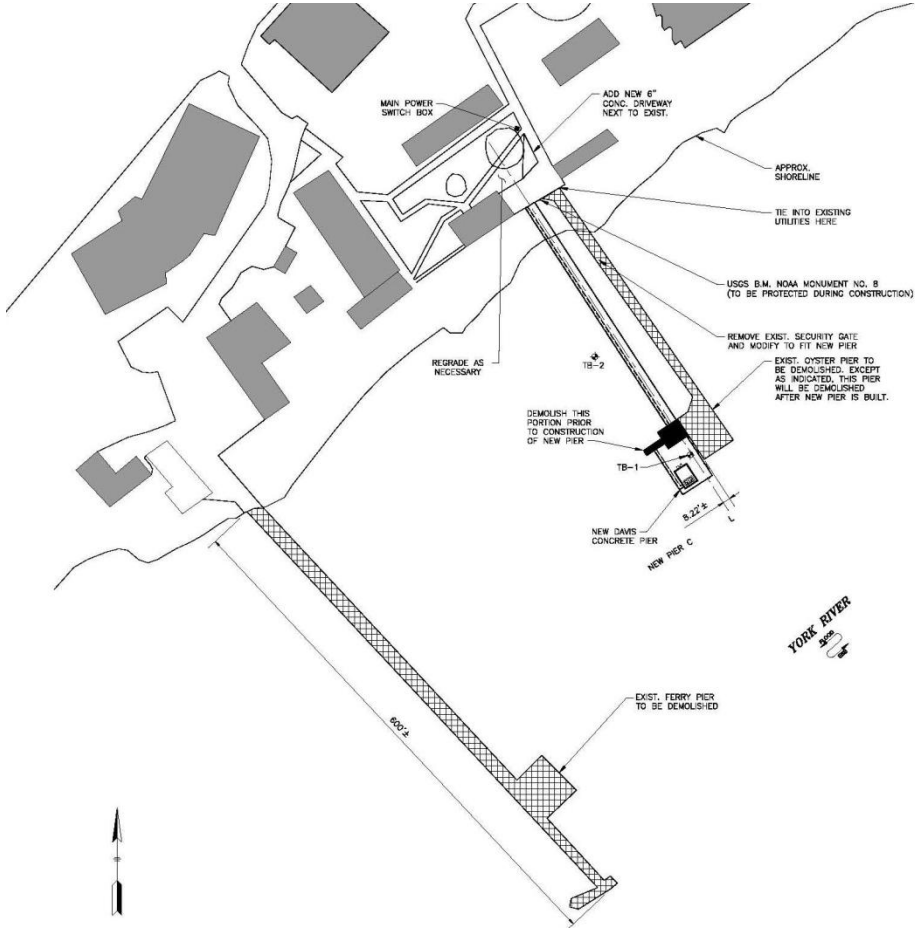 MAIN POWER
SWITCH BOX
ADD NEW 6"
CONC. DRIVEWAY
NEXT TO EXIST.
APPROX.
SHORELINE
TIE INTO EXISTING
UTILITIES HERE
USGS B.M. NOAA MONUMENT NO. 8
(TO BE PROTECTED DURING CONSTRUCTION)
REMOVE EXIST. SECURITY GATE
AND MODIFY TO FIT NEW PIER
REGRADE AS
NECESSARY
TB-2
EXIST. OYSTER PIER TO
BE DEMOLISHED. EXCEPT
AS INDICATED, THIS PIER
WILL BE DEMOLISHED
AFTER NEW PIER IS BUILT.
DEMOLISH THIS
PORTION PRIOR
TO CONSTRUCTION
OF NEW PIER
TB-1
NEW DAVIS
CONCRETE PIER
8.22'±
NEW PIER C
L
YORK RIVER
FLOOD
EXIST. FERRY PIER
TO BE DEMOLISHED
600'±